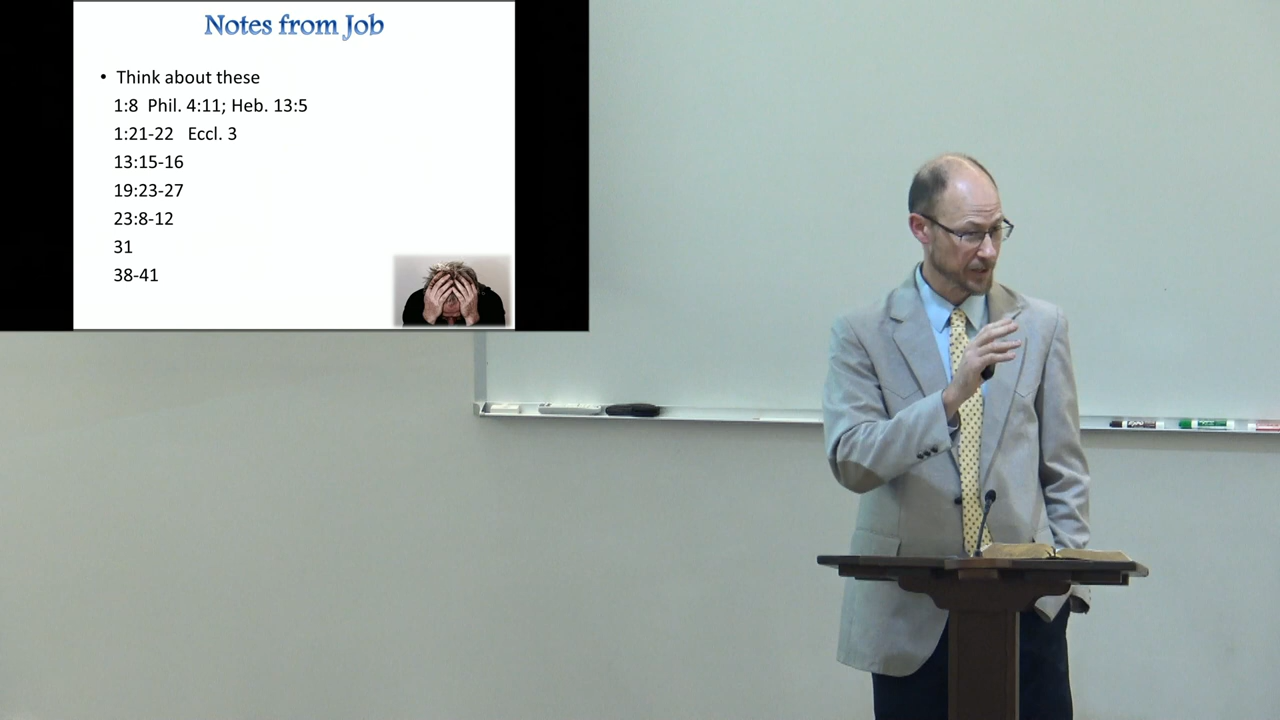 Notes from Job
• Think about these
1:8 Phil. 4:11; Heb. 13:5
1:21-22 Eccl. 3
13:15-16
19:23-27
23:8-12
31
38-41